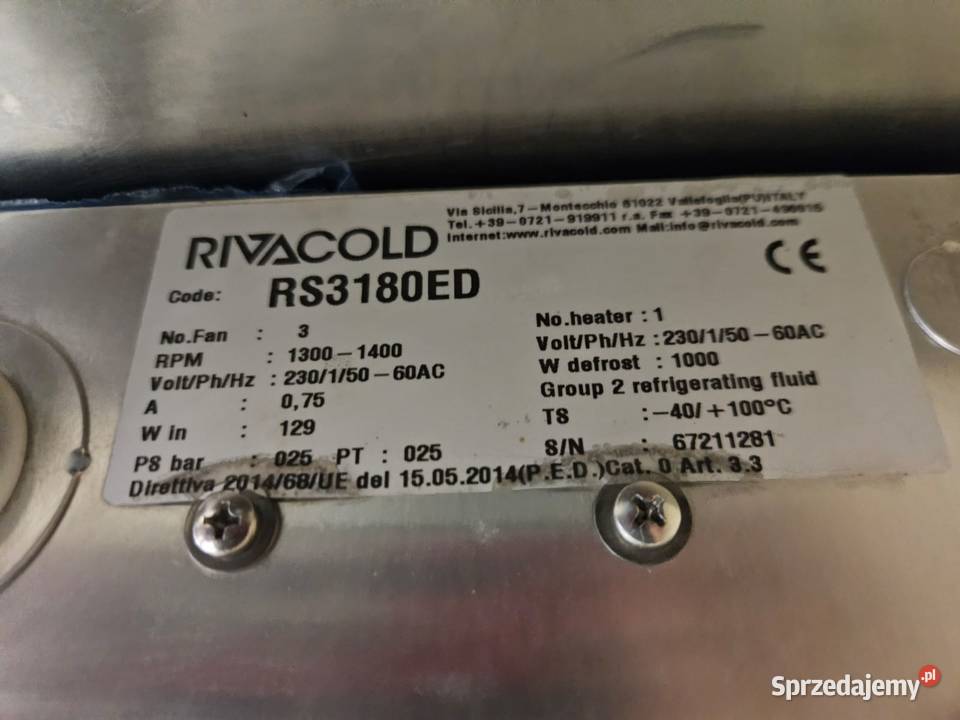 RIVACOLD
Via Sicilia,7-Montecchio 61022 Vallefoglia(PU)ITALY
Tel.+39-0721-919911 r.a. Fax +39-0721-490015
Internet:www.rivacold.com Mail:info@rivacold.com
CE
Code: RS3180ED
No.Fan : 3
RPM : 1300-1400
Volt/Ph/Hz : 230/1/50-60AC
A : 0,75
W in : 129
PS bar : 025 PT : 025
No.heater : 1
Volt/Ph/Hz : 230/1/50-60AC
W defrost : 1000
Group 2 refrigerating fluid
TS :-40/+100°C
S/N : 67211281
Direttiva 2014/68/UE del 15.05.2014(P.E.D.)Cat. 0 Art. 3.3
Sprzedajemy.pl